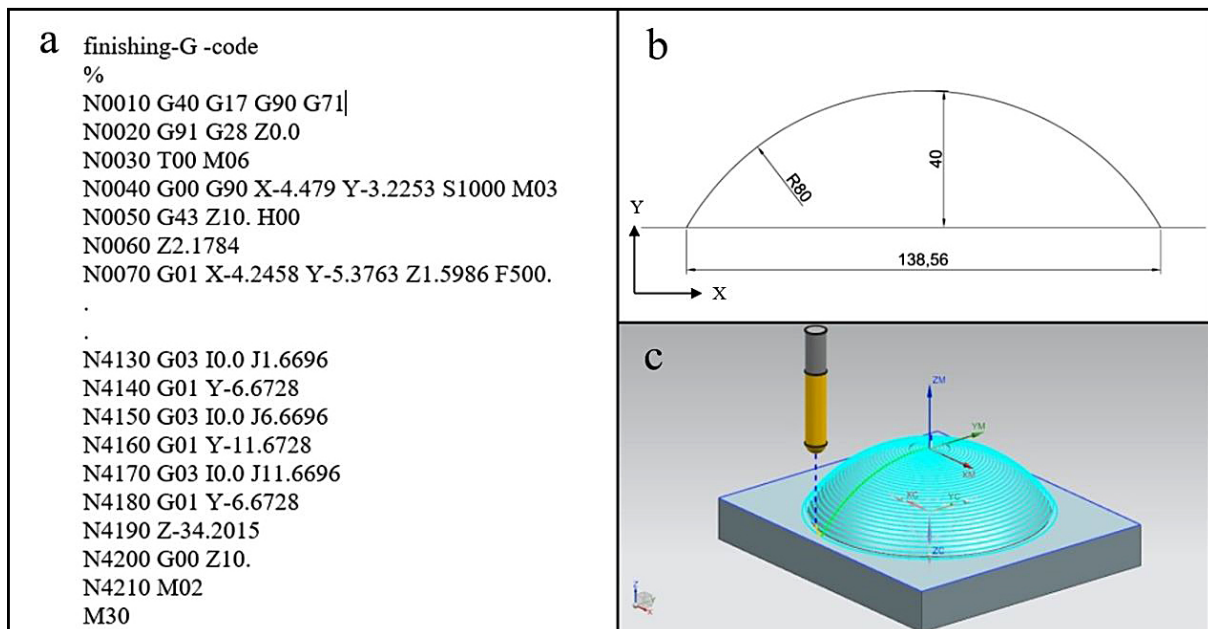 a
finishing-G -code
%
N0010 G40 G17 G90 G71
N0020 G91 G28 Z0.0
N0030 T00 M06
N0040 G00 G90 X-4.479 Y-3.2253 S1000 M03
N0050 G43 Z10. H00
N0060 Z2.1784
N0070 G01 X-4.2458 Y-5.3763 Z1.5986 F500.
.
.
N4130 G03 I0.0 J1.6696
N4140 G01 Y-6.6728
N4150 G03 I0.0 J6.6696
N4160 G01 Y-11.6728
N4170 G03 I0.0 J11.6696
N4180 G01 Y-6.6728
N4190 Z-34.2015
N4200 G00 Z10.
N4210 M02
M30
b
R80
40
Y
138,56
X
c
ZM
YM
XM
XC
YC
ZC
Z
Y
X